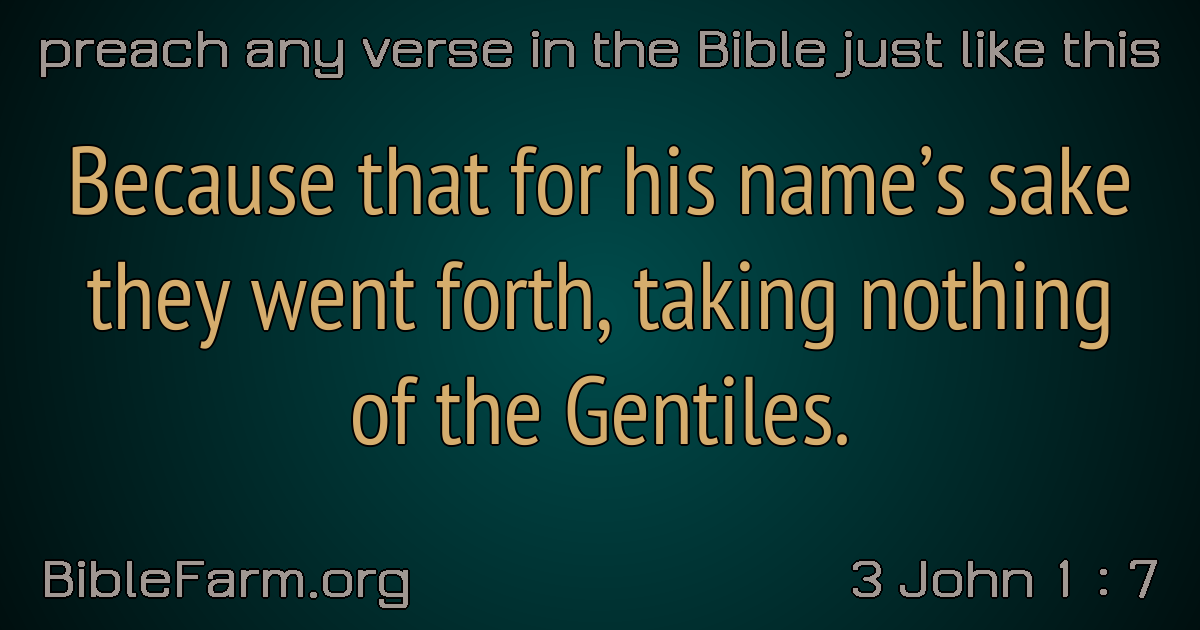 preach any verse in the Bible just like this
Because that for his name’s sake
they went forth, taking nothing
of the Gentiles.
BibleFarm.org
3 John 1 : 7